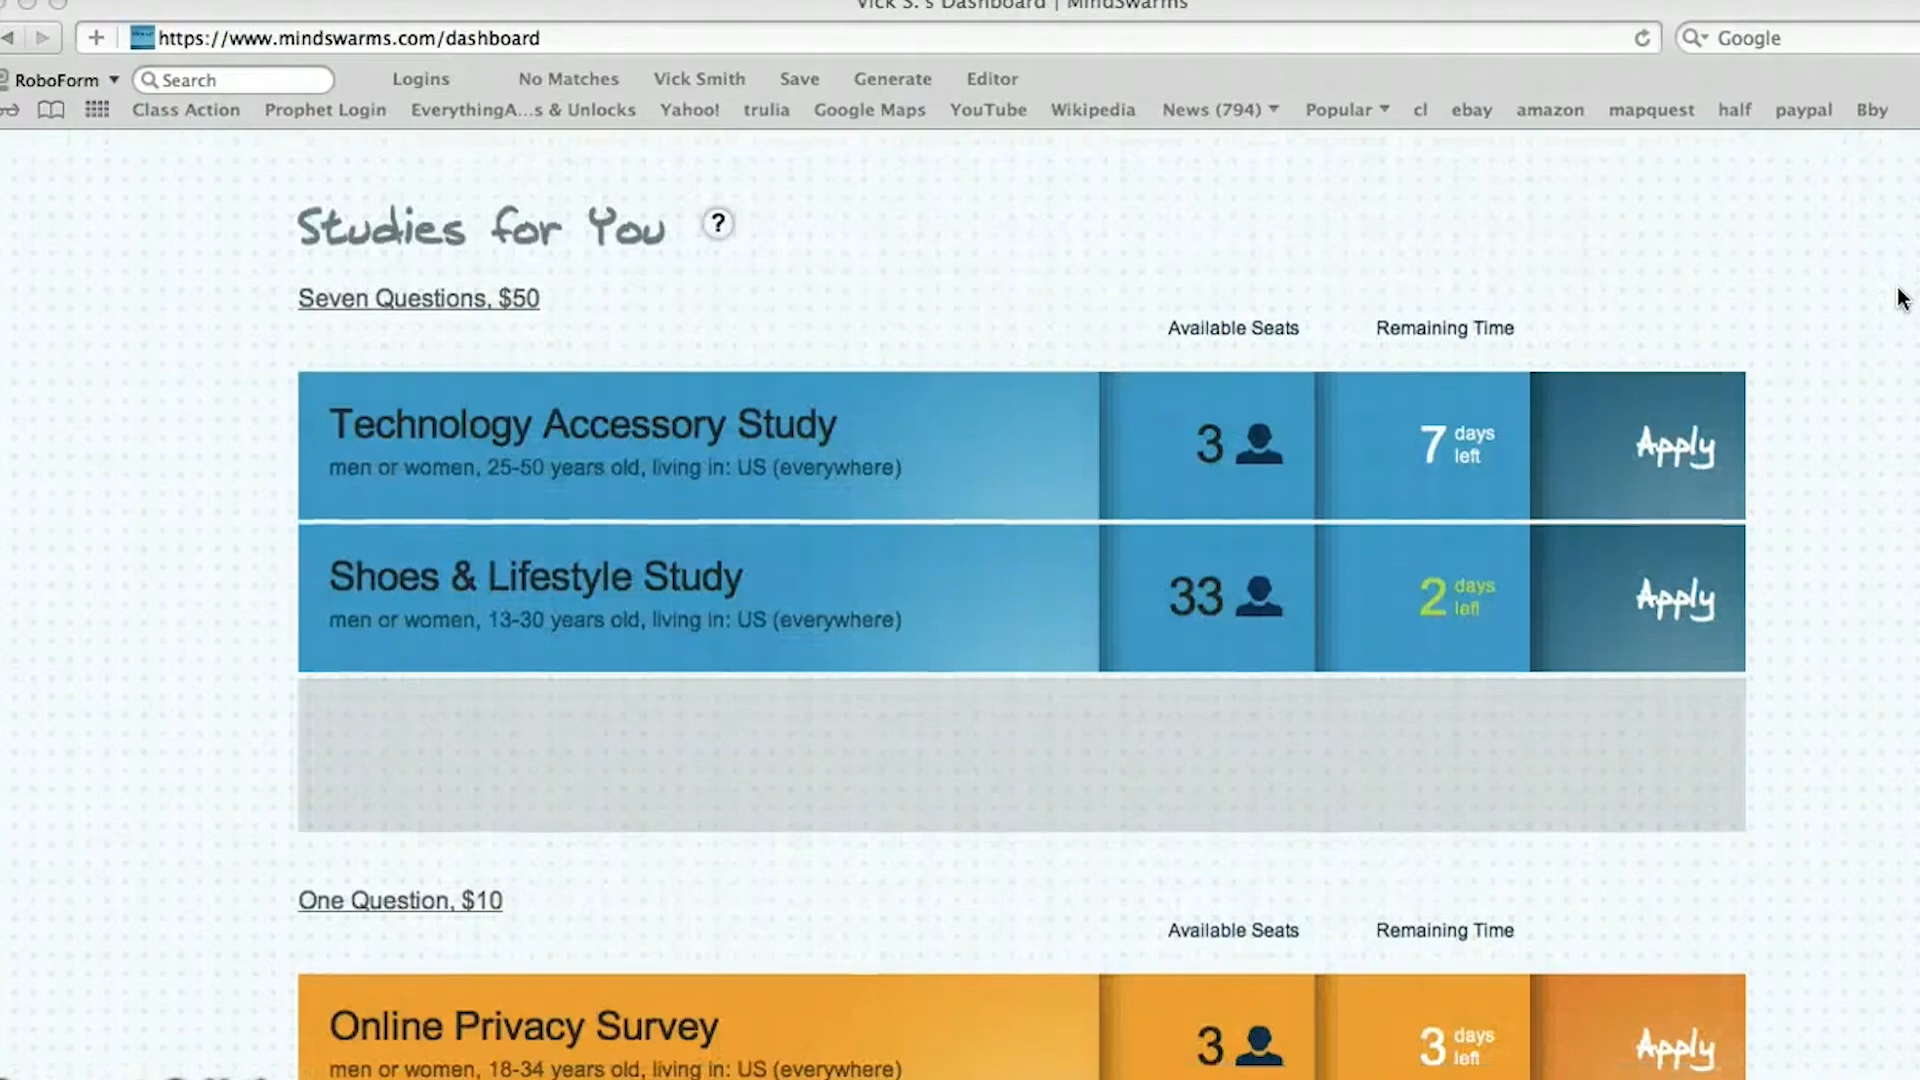 Vick S.'s Dashboard | MindSwarms
https://www.mindswarms.com/dashboard
Google
RoboForm
Search
Logins
No Matches
Vick Smith
Save
Generate
Editor
Class Action
Prophet Login
EverythingA...s & Unlocks
Yahoo!
trulia
Google Maps
YouTube
Wikipedia
News (794)
Popular
cl
ebay
amazon
mapquest
half
paypal
Bby
Studies for You ?
Seven Questions, $50
Available Seats
Remaining Time
Technology Accessory Study
men or women, 25-50 years old, living in: US (everywhere)
3
7 days left
Apply
Shoes & Lifestyle Study
men or women, 13-30 years old, living in: US (everywhere)
33
2 days left
Apply
One Question, $10
Available Seats
Remaining Time
Online Privacy Survey
men or women, 18-34 years old, living in: US (everywhere)
3
3 days left
Apply